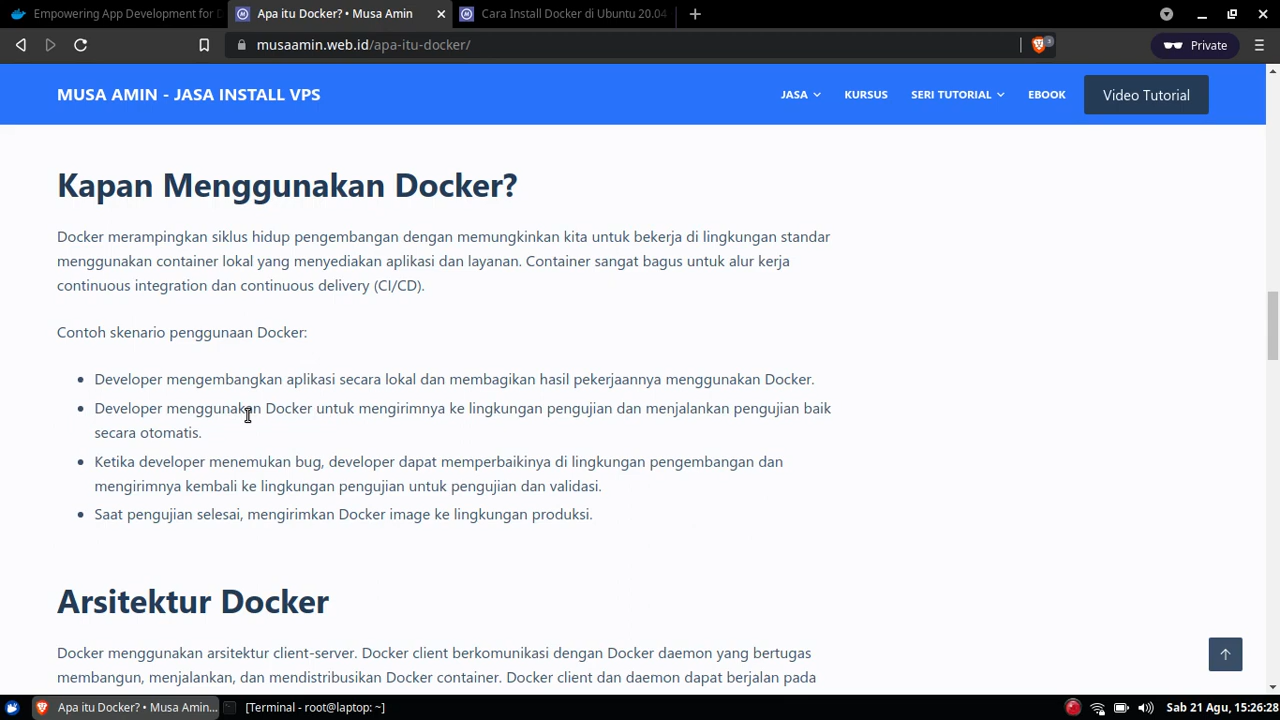 Empowering App Development for D
Apa itu Docker? • Musa Amin
Cara Install Docker di Ubuntu 20.04
musaamin.web.id/apa-itu-docker/
3
Private
MUSA AMIN - JASA INSTALL VPS
JASA
KURSUS
SERI TUTORIAL
EBOOK
Video Tutorial
Kapan Menggunakan Docker?
Docker merampingkan siklus hidup pengembangan dengan memungkinkan kita untuk bekerja di lingkungan standar
menggunakan container lokal yang menyediakan aplikasi dan layanan. Container sangat bagus untuk alur kerja
continuous integration dan continuous delivery (CI/CD).
Contoh skenario penggunaan Docker:
• Developer mengembangkan aplikasi secara lokal dan membagikan hasil pekerjaannya menggunakan Docker.
• Developer menggunakan Docker untuk mengirimnya ke lingkungan pengujian dan menjalankan pengujian baik
secara otomatis.
• Ketika developer menemukan bug, developer dapat memperbaikinya di lingkungan pengembangan dan
mengirimnya kembali ke lingkungan pengujian untuk pengujian dan validasi.
• Saat pengujian selesai, mengirimkan Docker image ke lingkungan produksi.
Arsitektur Docker
Docker menggunakan arsitektur client-server. Docker client berkomunikasi dengan Docker daemon yang bertugas
membangun, menjalankan, dan mendistribusikan Docker container. Docker client dan daemon dapat berjalan pada
Apa itu Docker? • Musa Amin...
[Terminal - root@laptop: ~]
Sab 21 Agu, 15:26:28